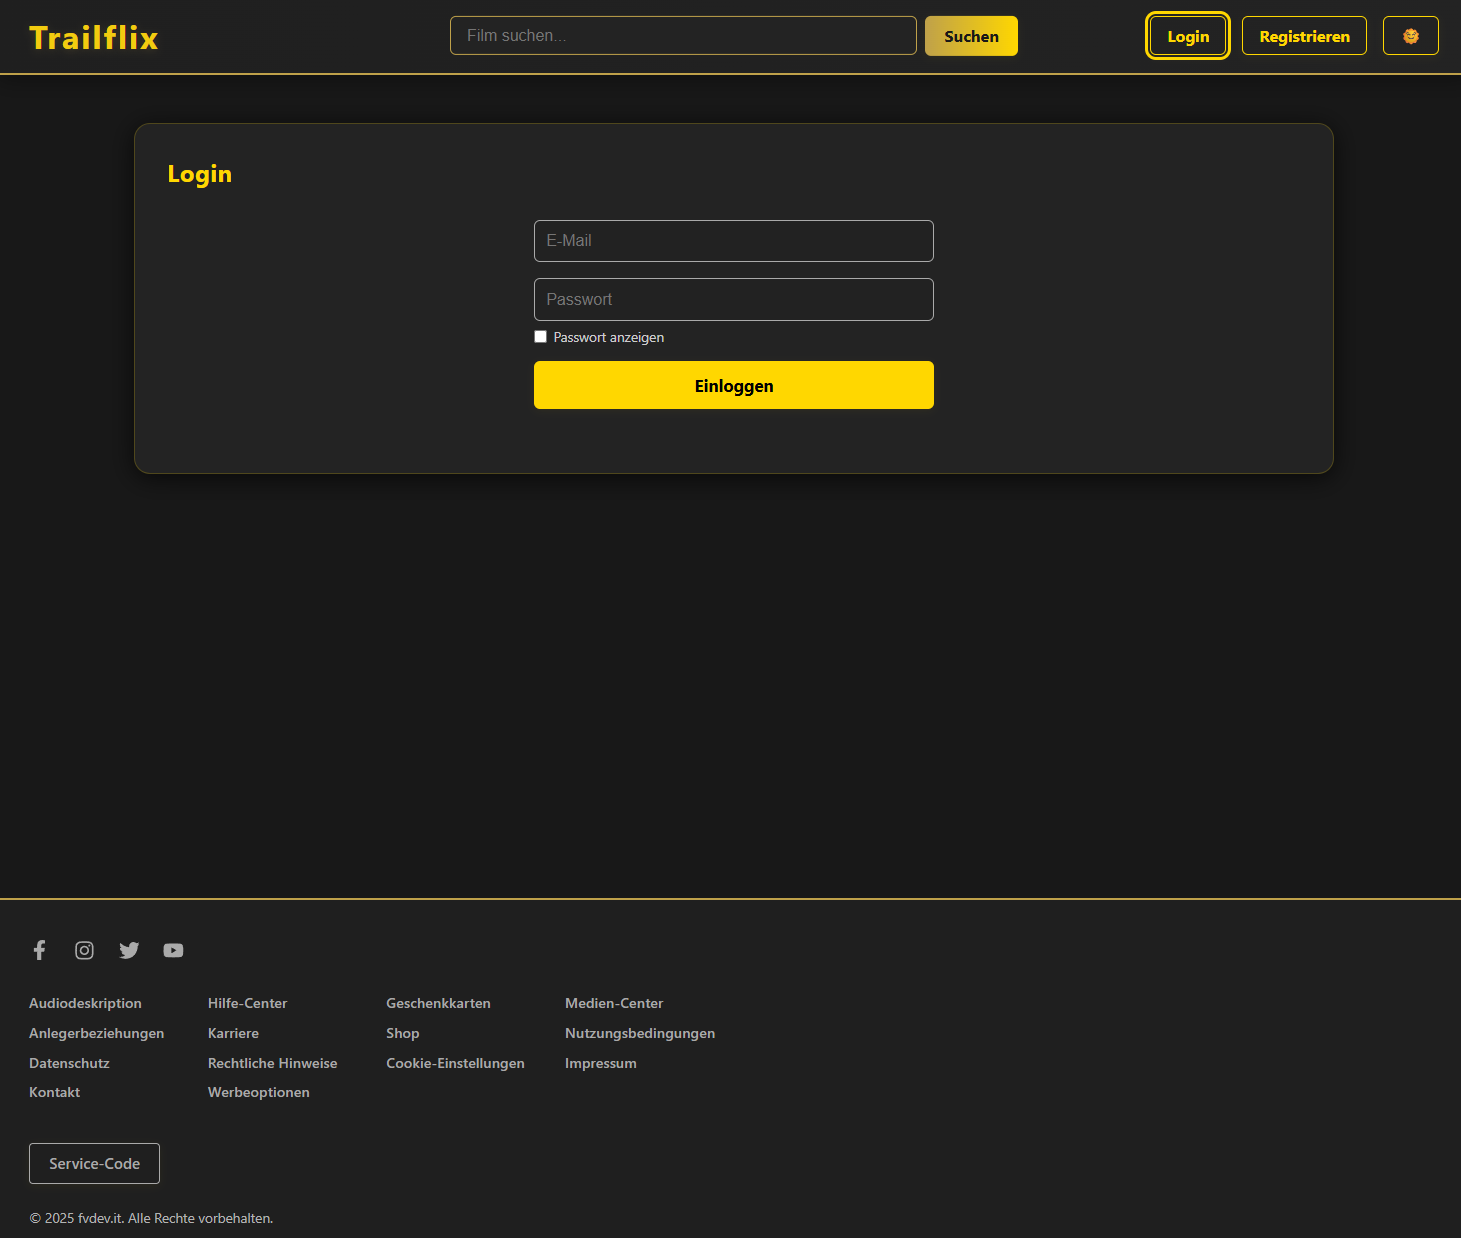 Trailflix
Film suchen...
Suchen
Login
Registrieren
Login
E-Mail
Passwort
Passwort anzeigen
Einloggen
Audiodeskription
Hilfe-Center
Geschenkkarten
Medien-Center
Anlegerbeziehungen
Karriere
Shop
Nutzungsbedingungen
Datenschutz
Rechtliche Hinweise
Cookie-Einstellungen
Impressum
Kontakt
Werbeoptionen
Service-Code
© 2025 fvdev.it. Alle Rechte vorbehalten.